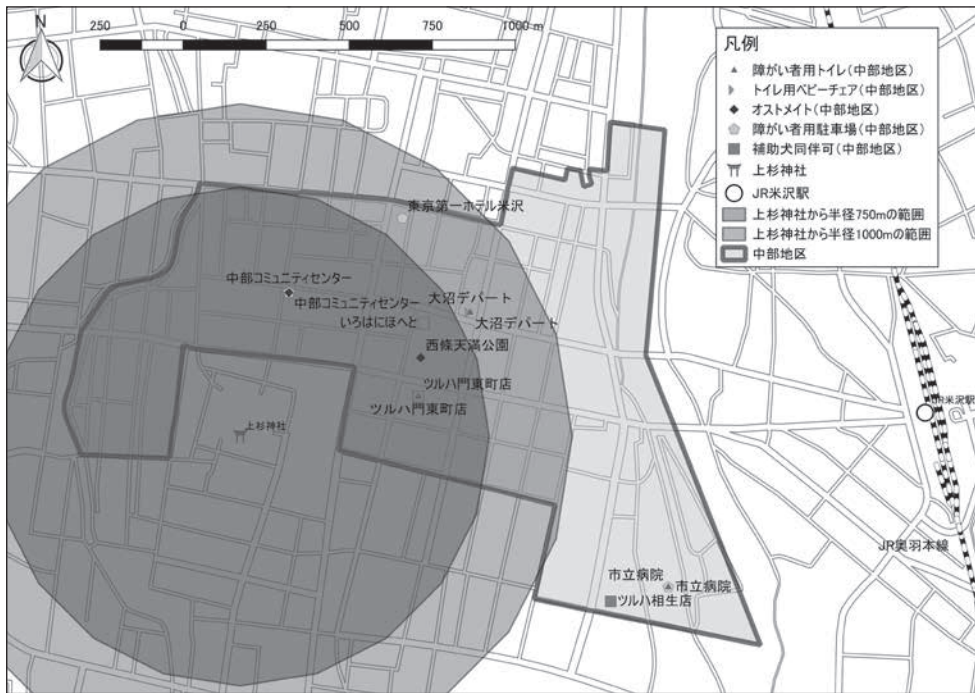 N
250 0 250 500 750 1000 m
凡例
障がい者用トイレ(中部地区)
トイレ用ベビーチェア(中部地区)
オストメイト(中部地区)
障がい者用駐車場(中部地区)
補助犬同伴可(中部地区)
上杉神社
JR米沢駅
上杉神社から半径750mの範囲
上杉神社から半径1000mの範囲
中部地区
東京第一ホテル米沢
中部コミュニティセンター
中部コミュニティセンター
大沼デパート
いろはにほへと
大沼デパート
西條天満公園
ツルハ門東町店
ツルハ門東町店
上杉神社
JR米沢駅
JR奥羽本線
市立病院
市立病院
ツルハ相生店